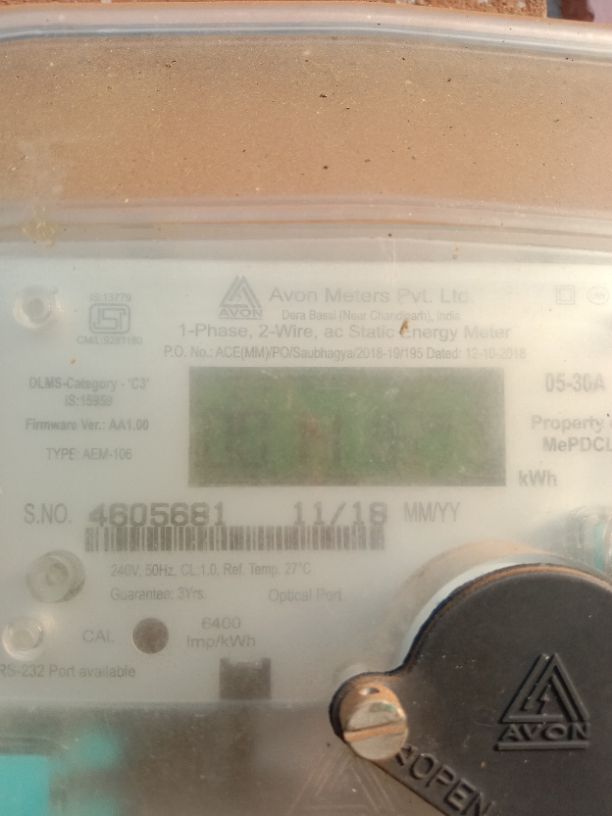 IS:13779
ISI
CM/L:9281180
AVON
Avon Meters Pvt. Ltd.
Dera Bassi (Near Chandigarh), India
1-Phase, 2-Wire, ac Static Energy Meter
P.O. No.: ACE(MM)/PO/Saubhagya/2018-19/195 Dated: 12-10-2018
DLMS-Category - 'C3'
IS:15959
Firmware Ver.: AA1.00
TYPE: AEM-106
05-30A
Property
MePDCL
kWh
S.NO. 4605681 11/18 MM/YY
240V, 50Hz, CL:1.0, Ref. Temp. 27°C
Guarantee: 3Yrs. Optical Port
CAL. 6400
Imp/kWh
RS-232 Port available
AVON
OPEN